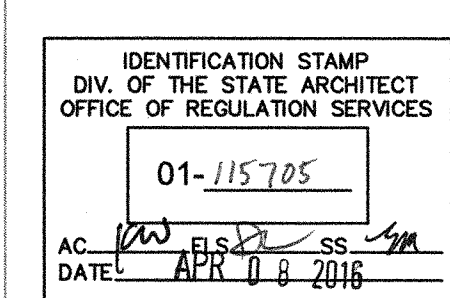 IDENTIFICATION STAMP
DIV. OF THE STATE ARCHITECT
OFFICE OF REGULATION SERVICES
01-115705
AC FLS SS
DATE APR 08 2016